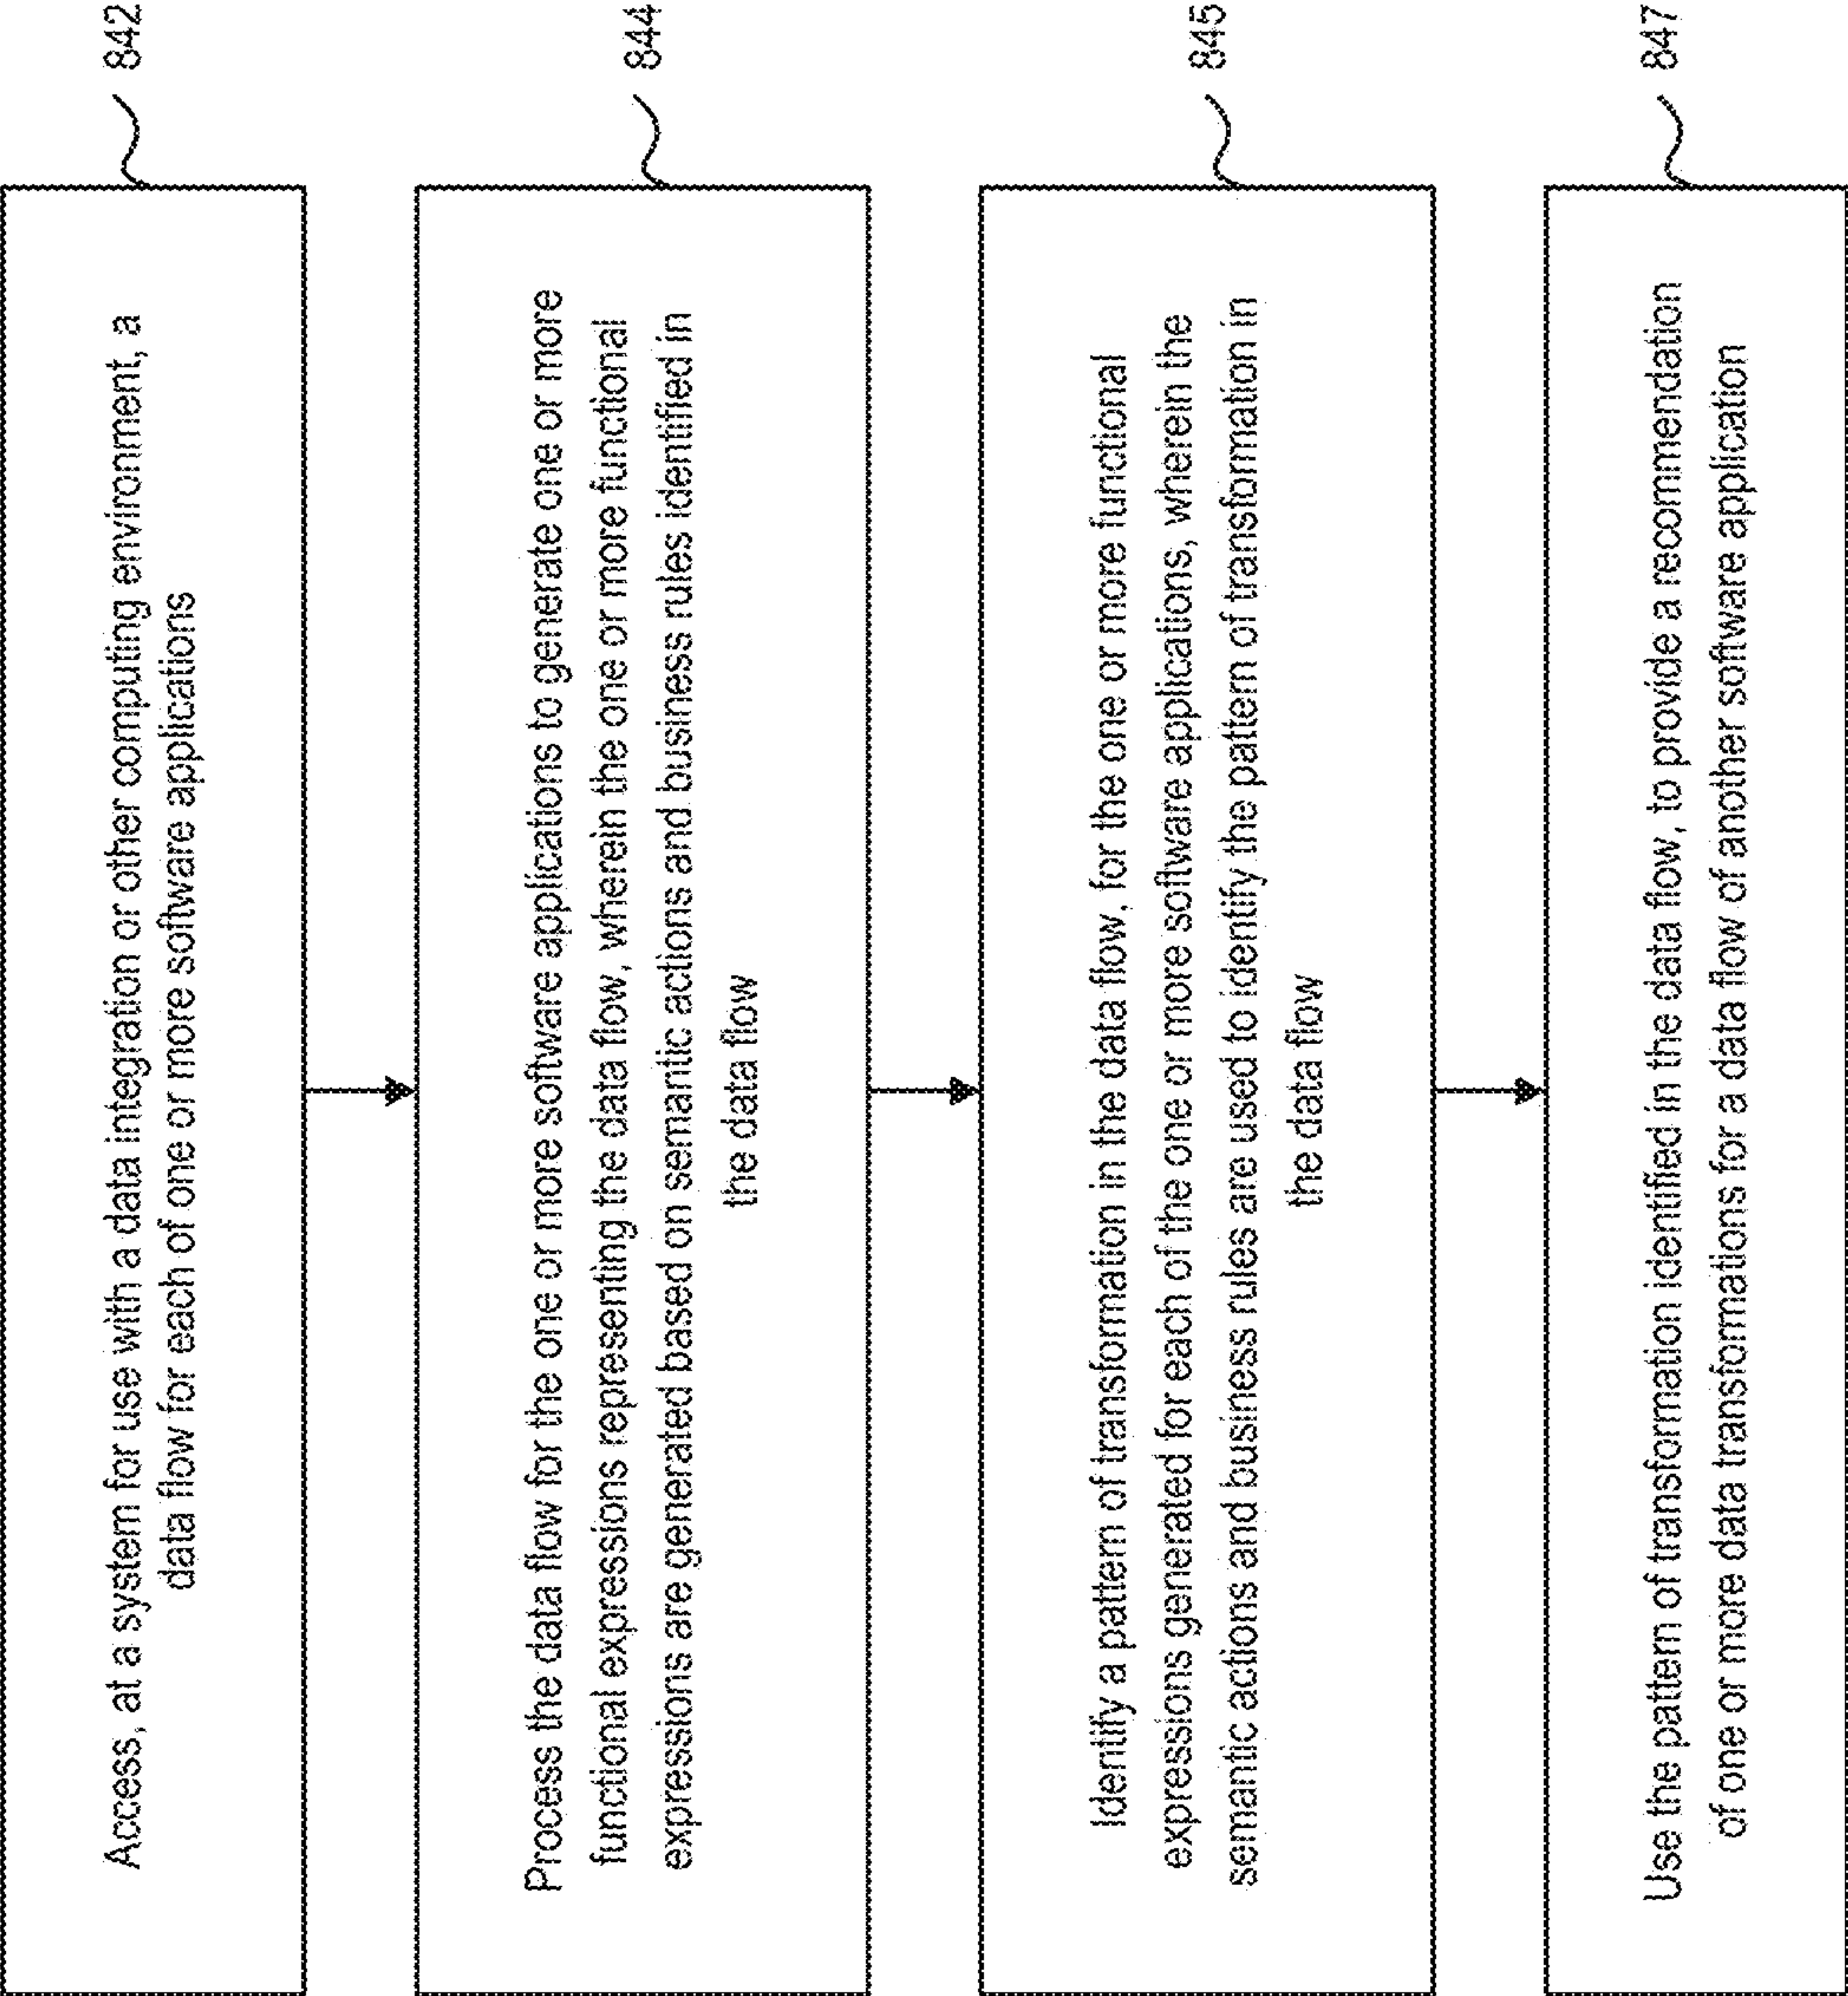 Access, at a system for use with a data integration or other computing environment, a
data flow for each of one or more software applications
842
Process the data flow for the one or more software applications to generate one or more
functional expressions representing the data flow, wherein the one or more functional
expressions are generated based on semantic actions and business rules identified in
the data flow
844
Identify a pattern of transformation in the data flow, for the one or more functional
expressions generated for each of the one or more software applications, wherein the
semantic actions and business rules are used to identify the pattern of transformation in
the data flow
845
Use the pattern of transformation identified in the data flow, to provide a recommendation
of one or more data transformations for a data flow of another software application
847